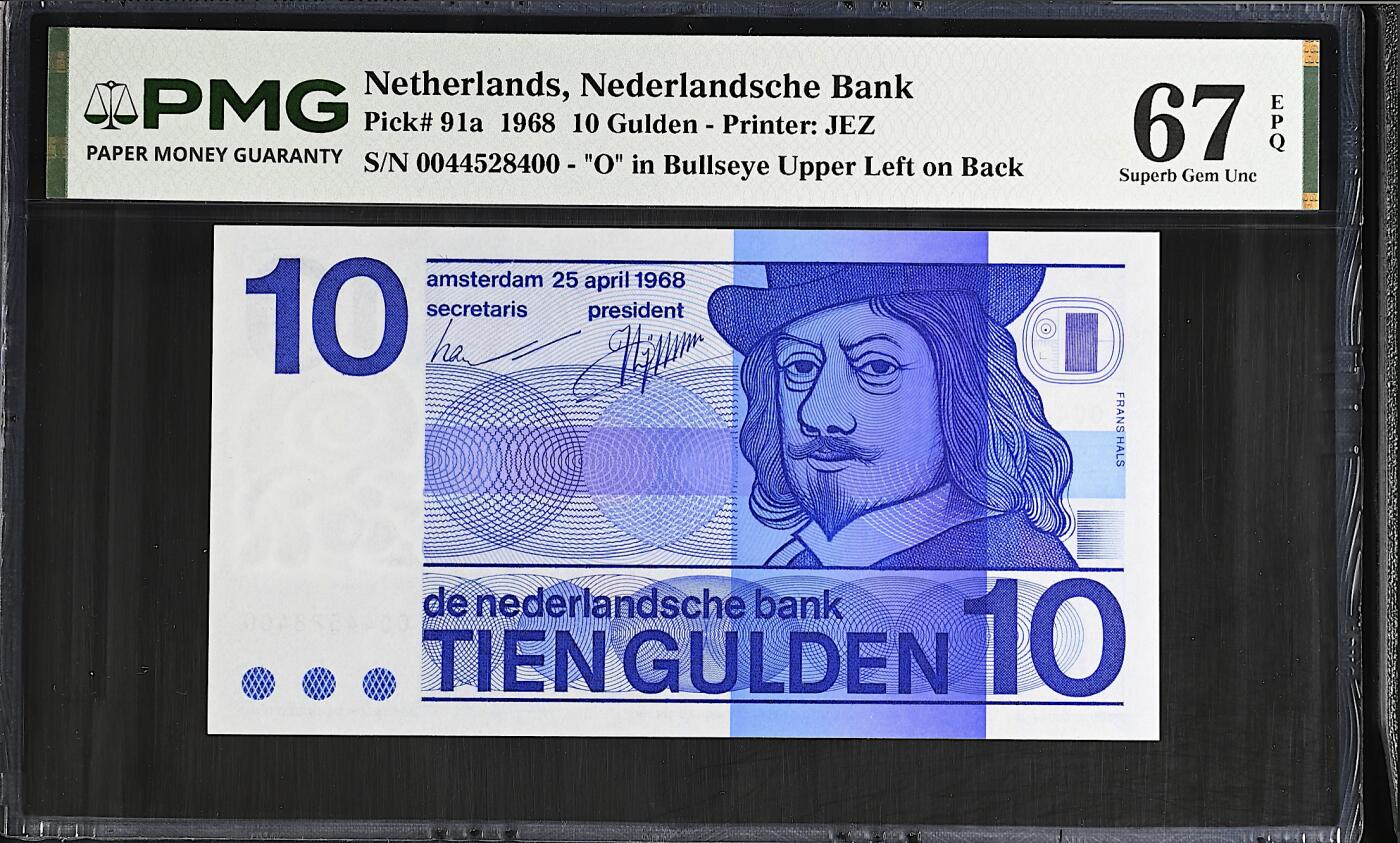 PMG
PAPER MONEY GUARANTY
Netherlands, Nederlandsche Bank
Pick# 91a 1968 10 Gulden - Printer: JEZ
S/N 0044528400 - "O" in Bullseye Upper Left on Back
67
EPQ
Superb Gem Unc
10
amsterdam 25 april 1968
secretaris president
FRANS HALS
de nederlandsche bank
TIEN GULDEN 10